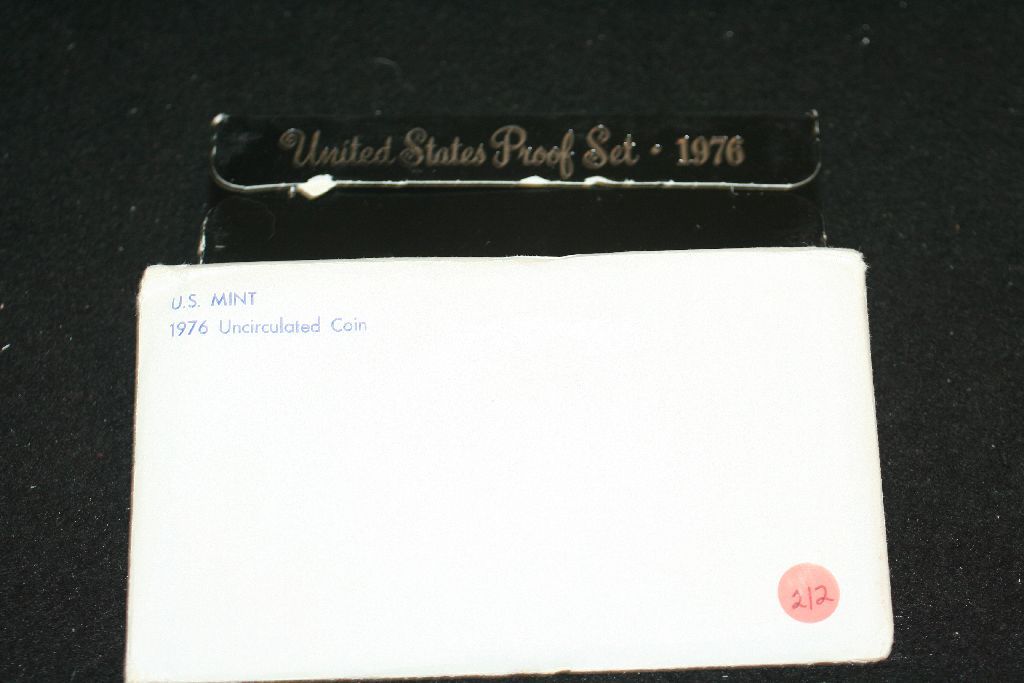 United States Proof Set • 1976
U.S. MINT
1976 Uncirculated Coin
212